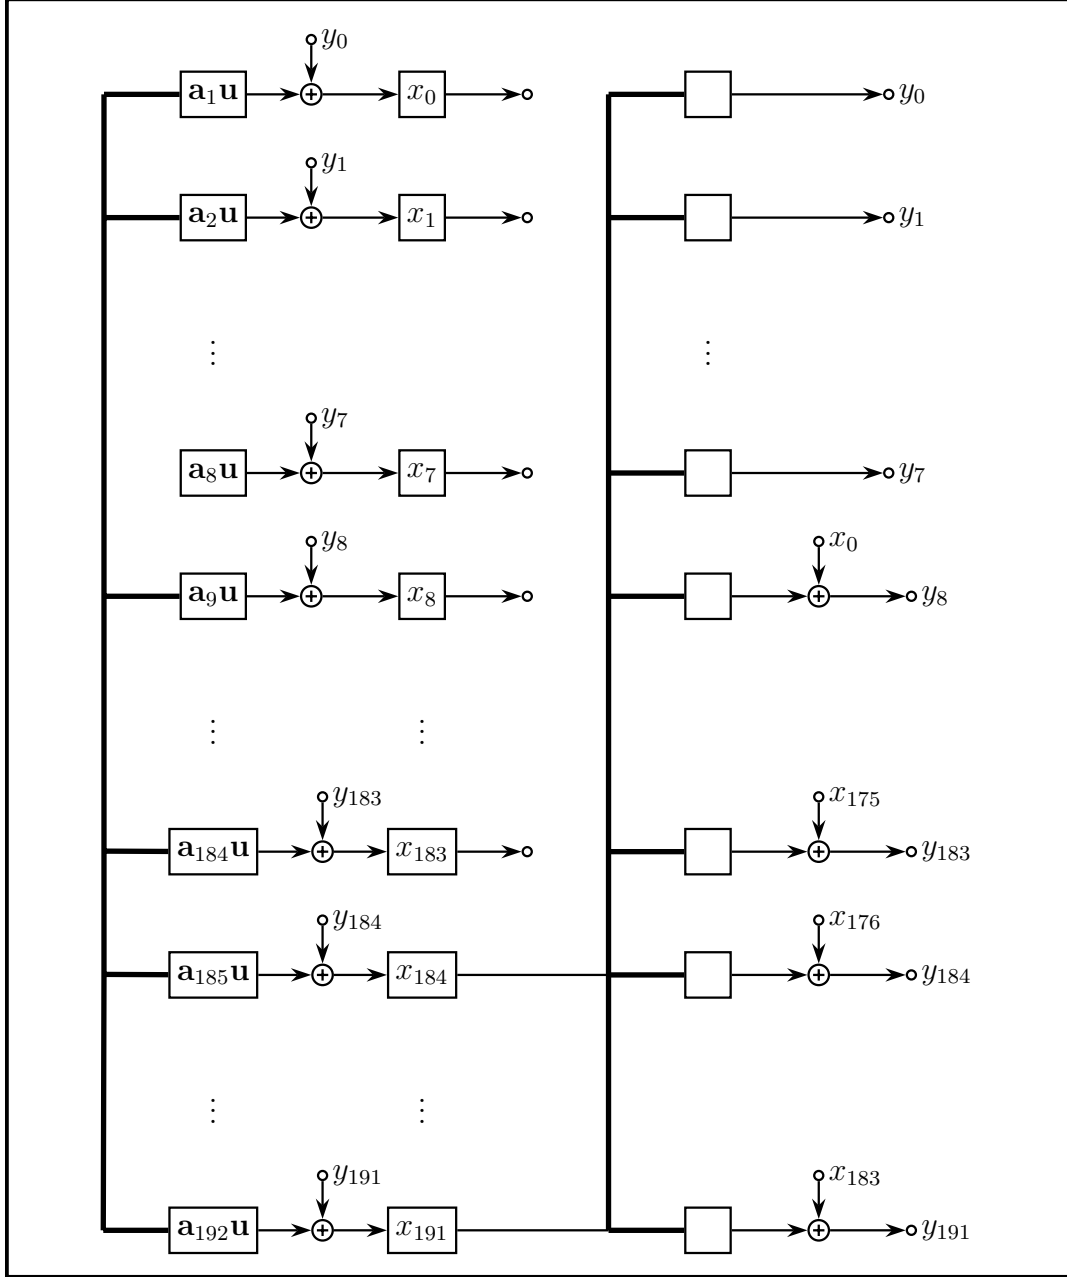 y₀
a₁u x₀ y₀
y₁
a₂u x₁ y₁
⋮ ⋮
y₇
a₈u x₇ y₇
y₈ x₀
a₉u x₈ y₈
⋮ ⋮
y₁₈₃ x₁₇₅
a₁₈₄u x₁₈₃ y₁₈₃
y₁₈₄ x₁₇₆
a₁₈₅u x₁₈₄ y₁₈₄
⋮ ⋮
y₁₉₁ x₁₈₃
a₁₉₂u x₁₉₁ y₁₉₁